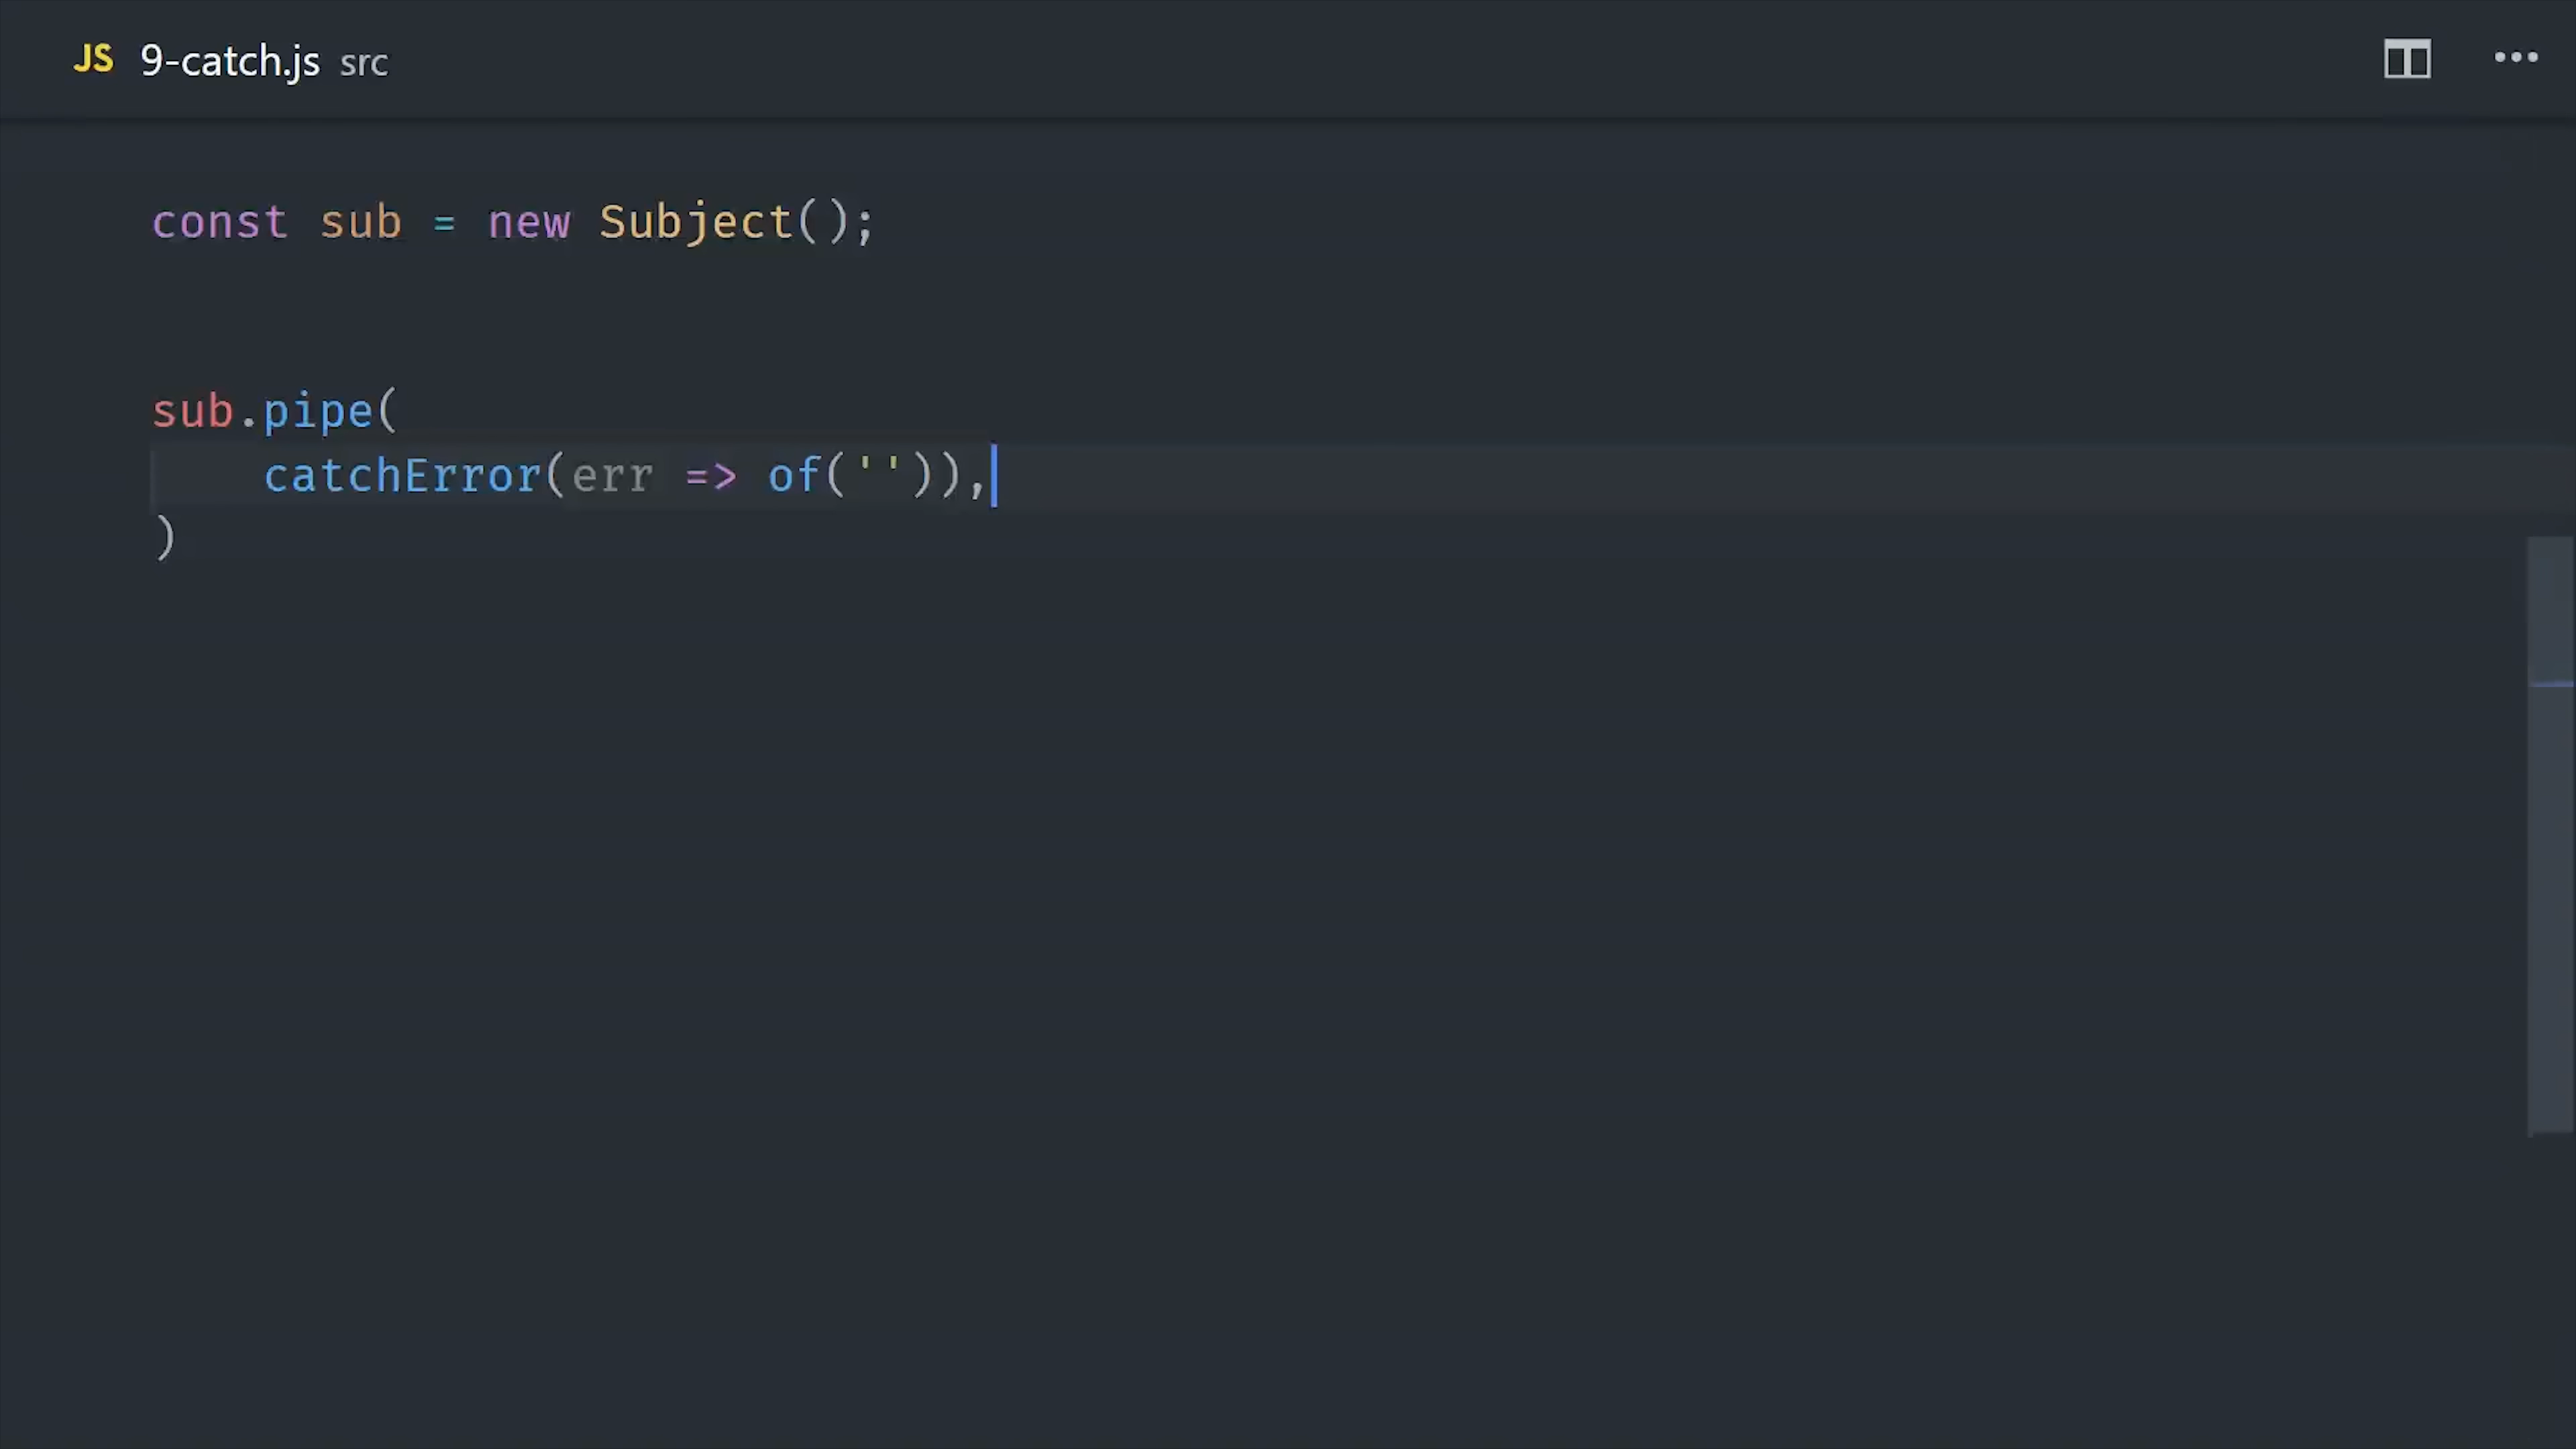 JS 9-catch.js src
const sub = new Subject();
sub.pipe(
catchError(err => of('')),
)